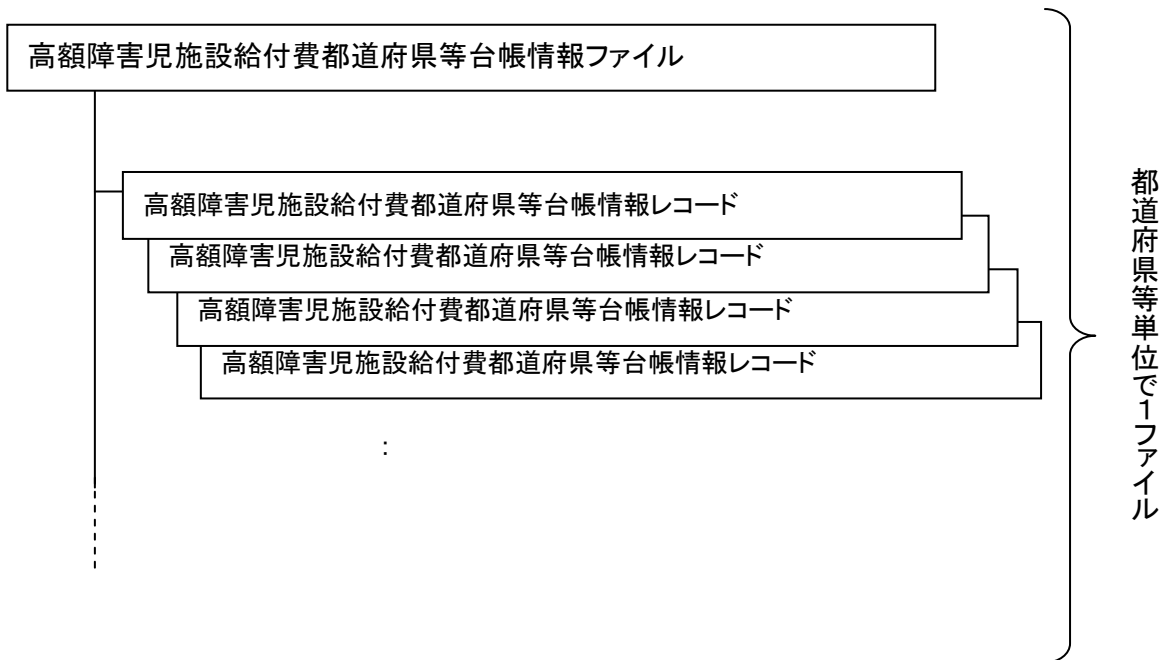 高額障害児施設給付費都道府県等台帳情報ファイル
高額障害児施設給付費都道府県等台帳情報レコード
高額障害児施設給付費都道府県等台帳情報レコード
高額障害児施設給付費都道府県等台帳情報レコード
高額障害児施設給付費都道府県等台帳情報レコード
:
都道府県等単位で1ファイル